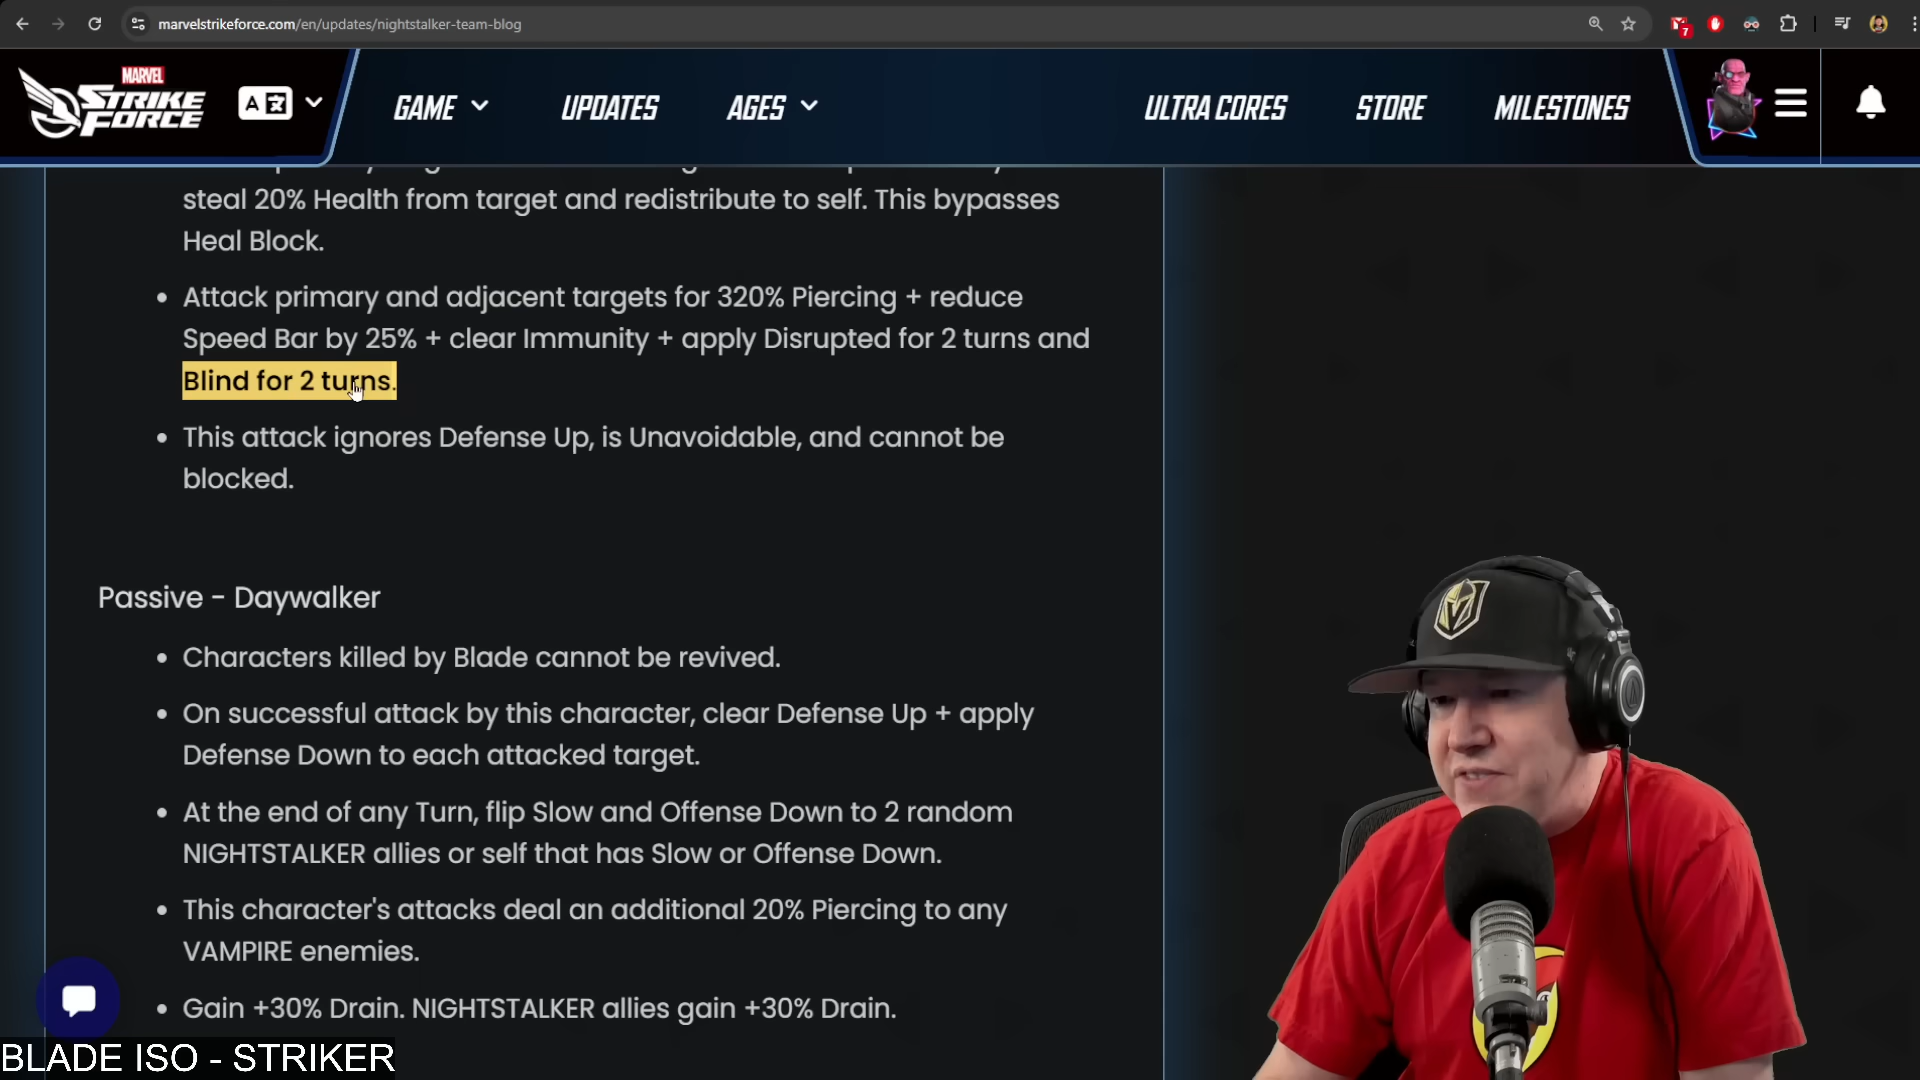 marvelstrikeforce.com/en/updates/nightstalker-team-blog
7
MARVEL
STRIKE
FORCE
A
GAME
UPDATES
AGES
ULTRA CORES
STORE
MILESTONES
steal 20% Health from target and redistribute to self. This bypasses
Heal Block.
• Attack primary and adjacent targets for 320% Piercing + reduce
Speed Bar by 25% + clear Immunity + apply Disrupted for 2 turns and
Blind for 2 turns.
• This attack ignores Defense Up, is Unavoidable, and cannot be
blocked.
Passive - Daywalker
• Characters killed by Blade cannot be revived.
• On successful attack by this character, clear Defense Up + apply
Defense Down to each attacked target.
• At the end of any Turn, flip Slow and Offense Down to 2 random
NIGHTSTALKER allies or self that has Slow or Offense Down.
• This character's attacks deal an additional 20% Piercing to any
VAMPIRE enemies.
• Gain +30% Drain. NIGHTSTALKER allies gain +30% Drain.
BLADE ISO - STRIKER